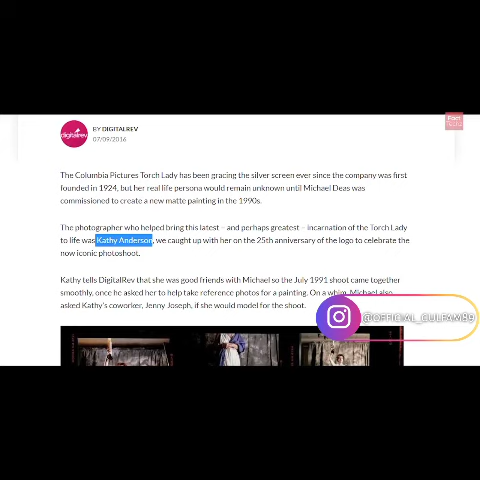 digitalrev
BY DIGITALREV
07/09/2016
Fact
The Columbia Pictures Torch Lady has been gracing the silver screen ever since the company was first
founded in 1924, but her real life persona would remain unknown until Michael Deas was
commissioned to create a new matte painting in the 1990s.
The photographer who helped bring this latest – and perhaps greatest – incarnation of the Torch Lady
to life was Kathy Anderson, we caught up with her on the 25th anniversary of the logo to celebrate the
now iconic photoshoot.
Kathy tells DigitalRev that she was good friends with Michael so the July 1991 shoot came together
smoothly, once he asked her to help take reference photos for a painting. On a whim, Michael also
asked Kathy's coworker, Jenny Joseph, if she would model for the shoot.
@OFFICIAL_GULFAM89